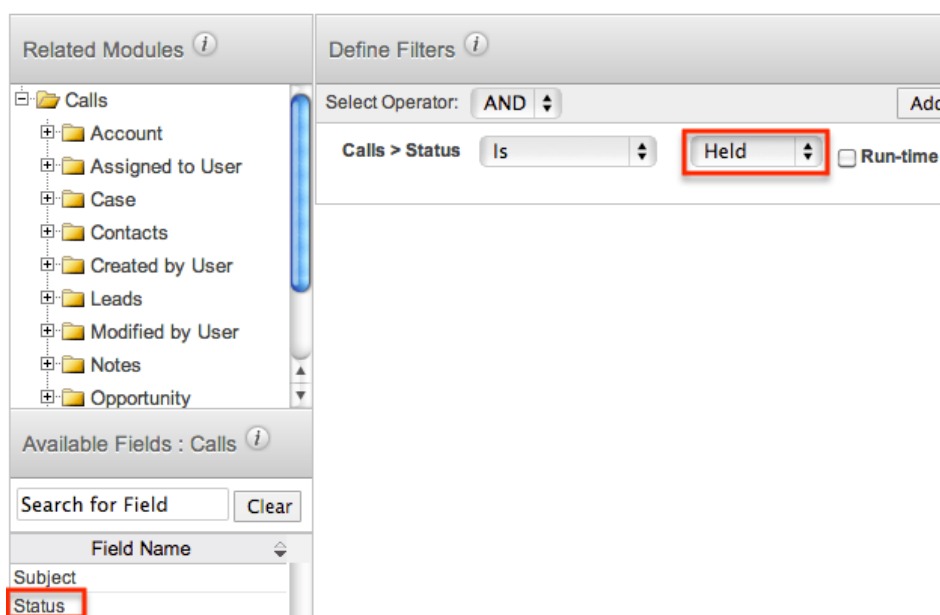 Related Modules i
Define Filters i
Calls
Select Operator: AND
Add
Account
Calls > Status Is Held Run-time
Assigned to User
Case
Contacts
Created by User
Leads
Modified by User
Notes
Opportunity
Available Fields : Calls i
Search for Field Clear
Field Name
Subject
Status